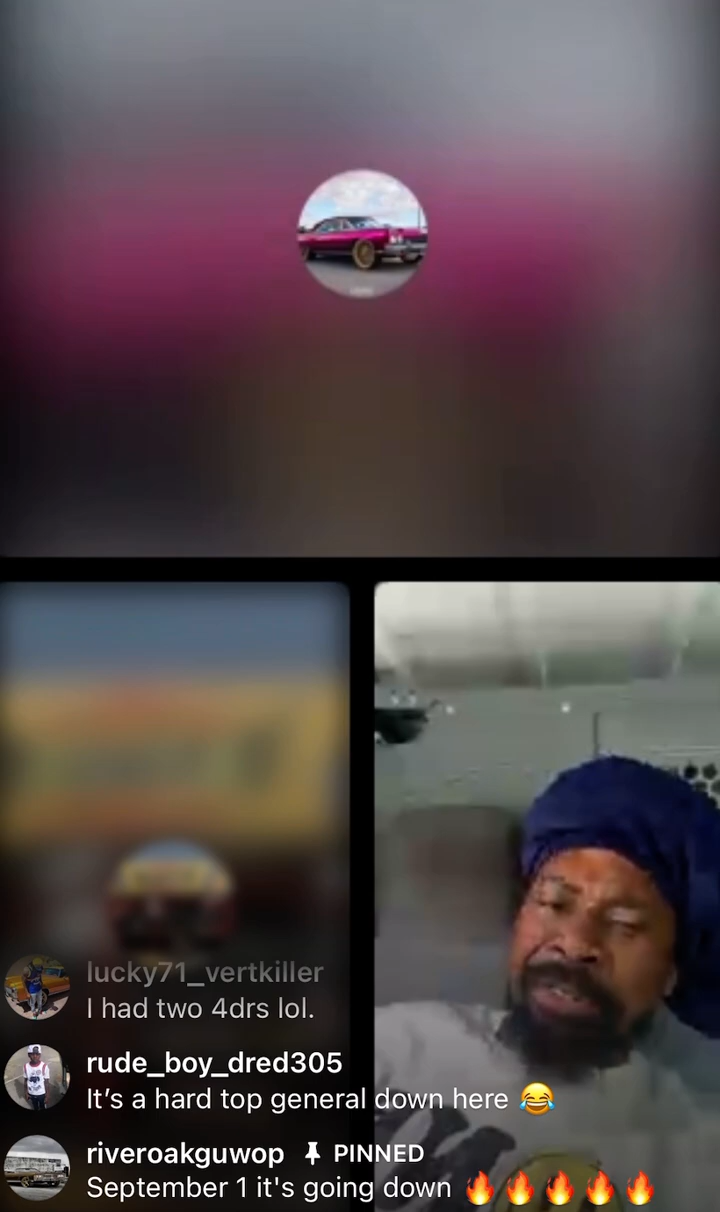 lucky71_vertkiller
I had two 4drs lol.
rude_boy_dred305
It’s a hard top general down here 😂
riveroakguwop PINNED
September 1 it's going down 🔥🔥🔥🔥🔥